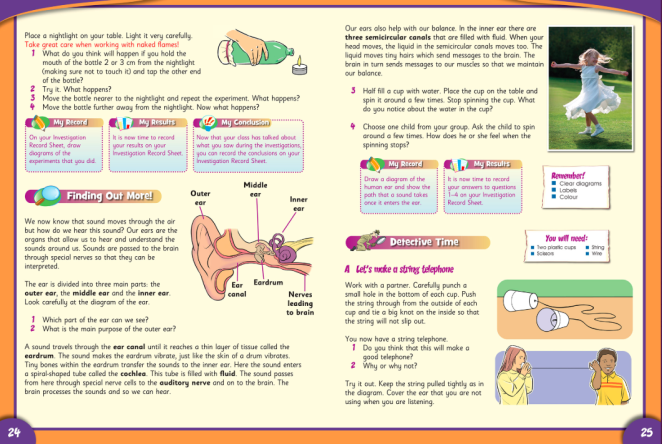 Place a nightlight on your table. Light it very carefully.
Take great care when working with naked flames!
1 What do you think will happen if you hold the
mouth of the bottle 2 or 3 cm from the nightlight
(making sure not to touch it) and tap the other end
of the bottle?
2 Try it. What happens?
3 Move the bottle nearer to the nightlight and repeat the experiment. What happens?
4 Move the bottle further away from the nightlight. Now what happens?
My Record
On your Investigation
Record Sheet, draw
diagrams of the
experiments that you did.
My Results
It is now time to record
your results on your
Investigation Record Sheet.
My Conclusion
Now that your class has talked about
what you saw during the investigations,
you can record the conclusions on your
Investigation Record Sheet.
Finding Out More!
We now know that sound moves through the air
but how do we hear this sound? Our ears are the
organs that allow us to hear and understand the
sounds around us. Sounds are passed to the brain
through special nerves so that they can be
interpreted.
The ear is divided into three main parts: the
outer ear, the middle ear and the inner ear.
Look carefully at the diagram of the ear.
1 Which part of the ear can we see?
2 What is the main purpose of the outer ear?
Outer
ear
Middle
ear
Inner
ear
Ear
canal
Eardrum
Nerves
leading
to brain
A sound travels through the ear canal until it reaches a thin layer of tissue called the
eardrum. The sound makes the eardrum vibrate, just like the skin of a drum vibrates.
Tiny bones within the eardrum transfer the sounds to the inner ear. Here the sound enters
a spiral-shaped tube called the cochlea. This tube is filled with fluid. The sound passes
from here through special nerve cells to the auditory nerve and on to the brain. The
brain processes the sounds and so we can hear.
24
Our ears also help with our balance. In the inner ear there are
three semicircular canals that are filled with fluid. When your
head moves, the liquid in the semicircular canals moves too. The
liquid moves tiny hairs which send messages to the brain. The
brain in turn sends messages to our muscles so that we maintain
our balance.
3 Half fill a cup with water. Place the cup on the table and
spin it around a few times. Stop spinning the cup. What
do you notice about the water in the cup?
4 Choose one child from your group. Ask the child to spin
around a few times. How does he or she feel when the
spinning stops?
My Record
Draw a diagram of the
human ear and show the
path that a sound takes
once it enters the ear.
My Results
It is now time to record
your answers to questions
1–4 on your Investigation
Record Sheet.
Remember!
Clear diagrams
Labels
Colour
Detective Time
You will need:
Two plastic cups
String
Scissors
Wire
A Let's make a string telephone
Work with a partner. Carefully punch a
small hole in the bottom of each cup. Push
the string through from the outside of each
cup and tie a big knot on the inside so that
the string will not slip out.
You now have a string telephone.
1 Do you think that this will make a
good telephone?
2 Why or why not?
Try it out. Keep the string pulled tightly as in
the diagram. Cover the ear that you are not
using when you are listening.
25